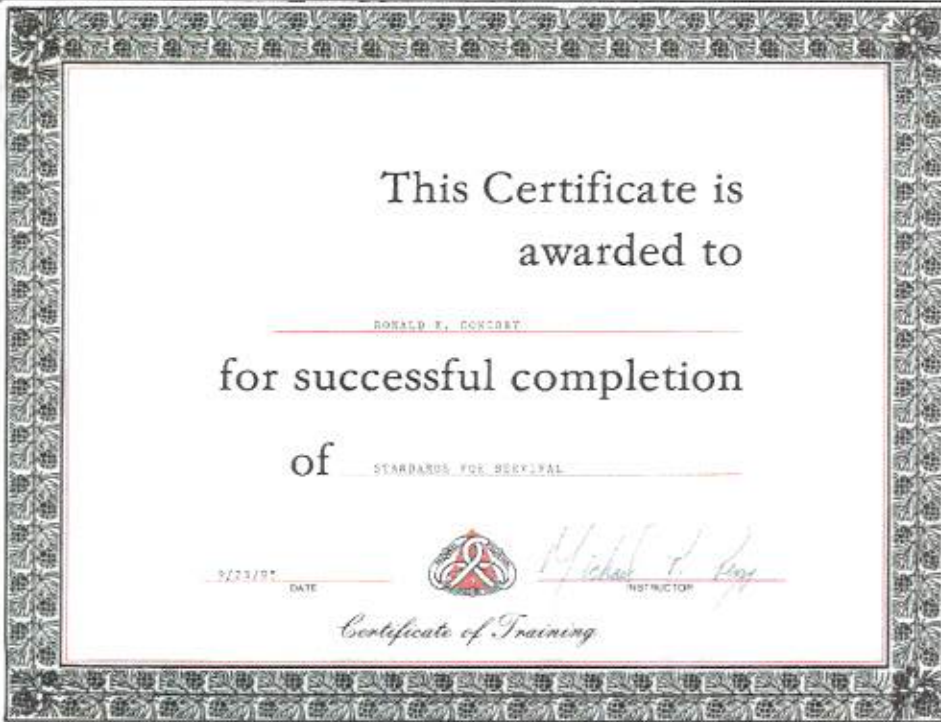 This Certificate is
awarded to
RONALD
for successful completion
of STANDARDS FOR SURVIVAL
DATE
INSTRUCTOR
Certificate of Training